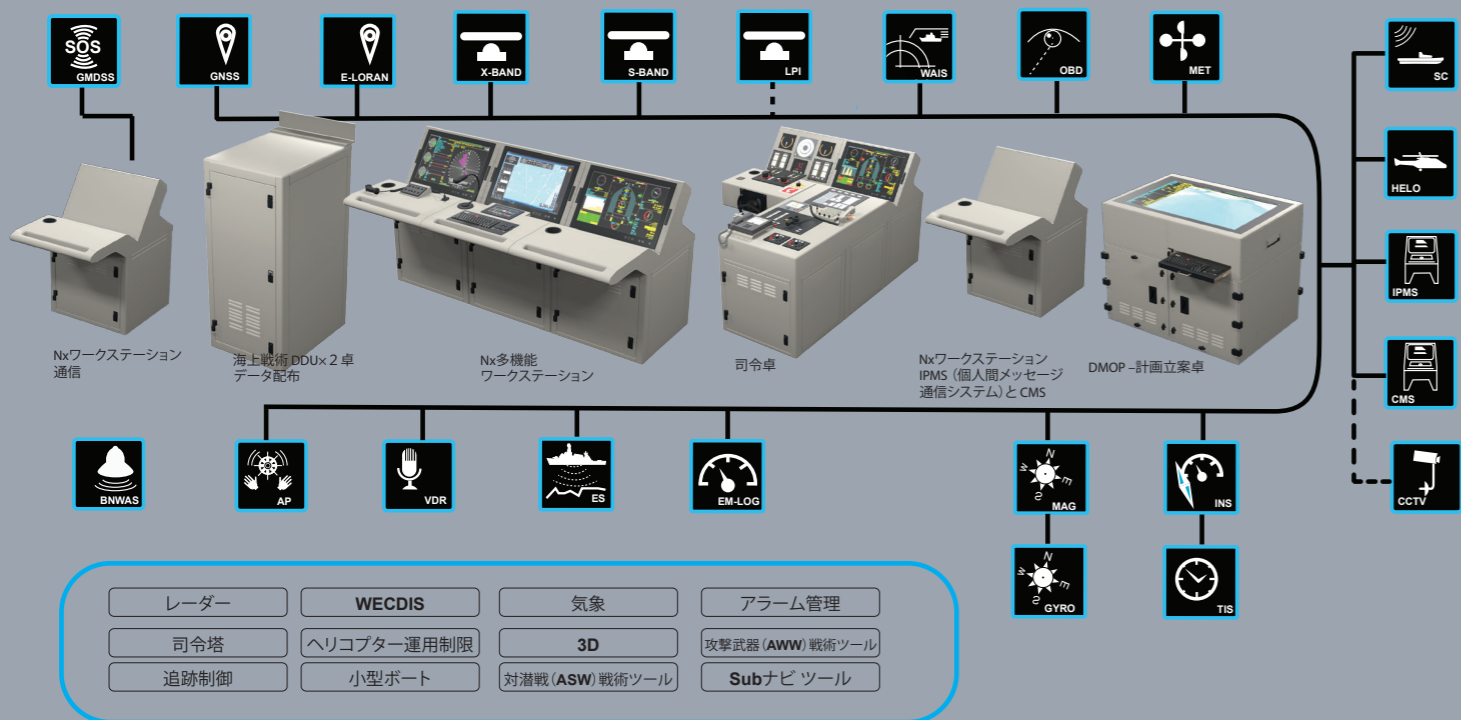 SOS
GMDSS
GNSS
E-LORAN
X-BAND
S-BAND
LPI
WAIS
OBD
MET
SC
HELO
IPMS
CMS
CCTV
Nxワークステーション
通信
海上戦術 DDU×２卓
データ配布
Nx多機能
ワークステーション
司令卓
Nxワークステーション
IPMS（個人間メッセージ
通信システム）と CMS
DMOP –計画立案卓
BNWAS
AP
VDR
ES
EM-LOG
N
E
S
W
MAG
INS
N
E
S
W
GYRO
TIS
レーダー
WECDIS
気象
アラーム管理
司令塔
ヘリコプター運用制限
3D
攻撃武器（AWW）戦術ツール
追跡制御
小型ボート
対潜戦（ASW）戦術ツール
Subナビ ツール